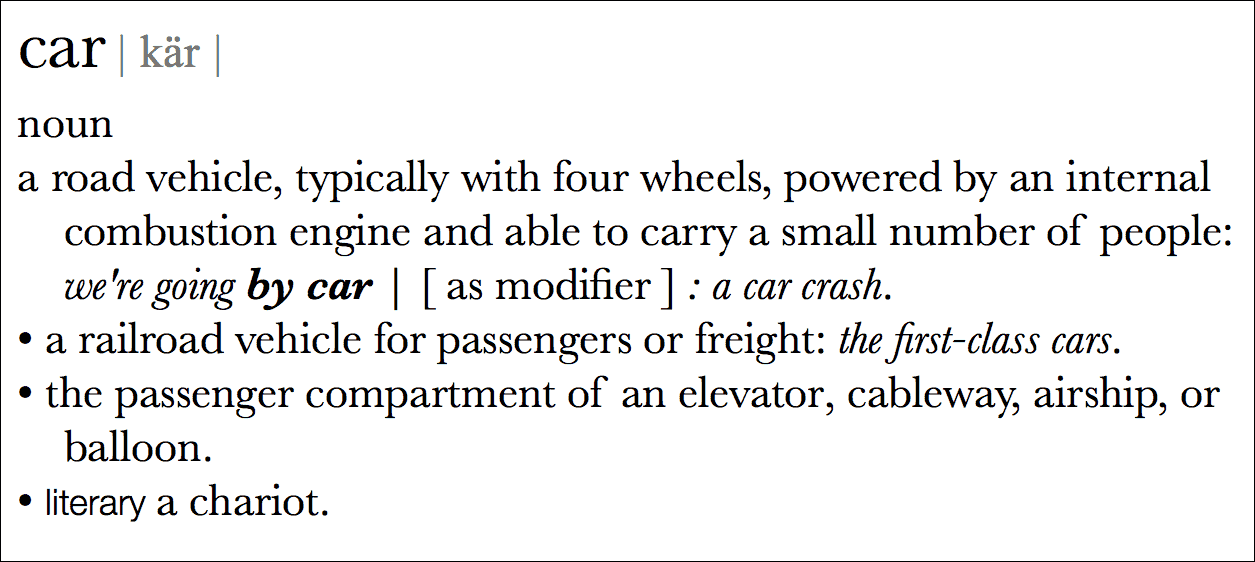 car | kär |
noun
a road vehicle, typically with four wheels, powered by an internal
combustion engine and able to carry a small number of people:
we're going by car | [ as modifier ] : a car crash.
• a railroad vehicle for passengers or freight: the first-class cars.
• the passenger compartment of an elevator, cableway, airship, or
balloon.
• literary a chariot.